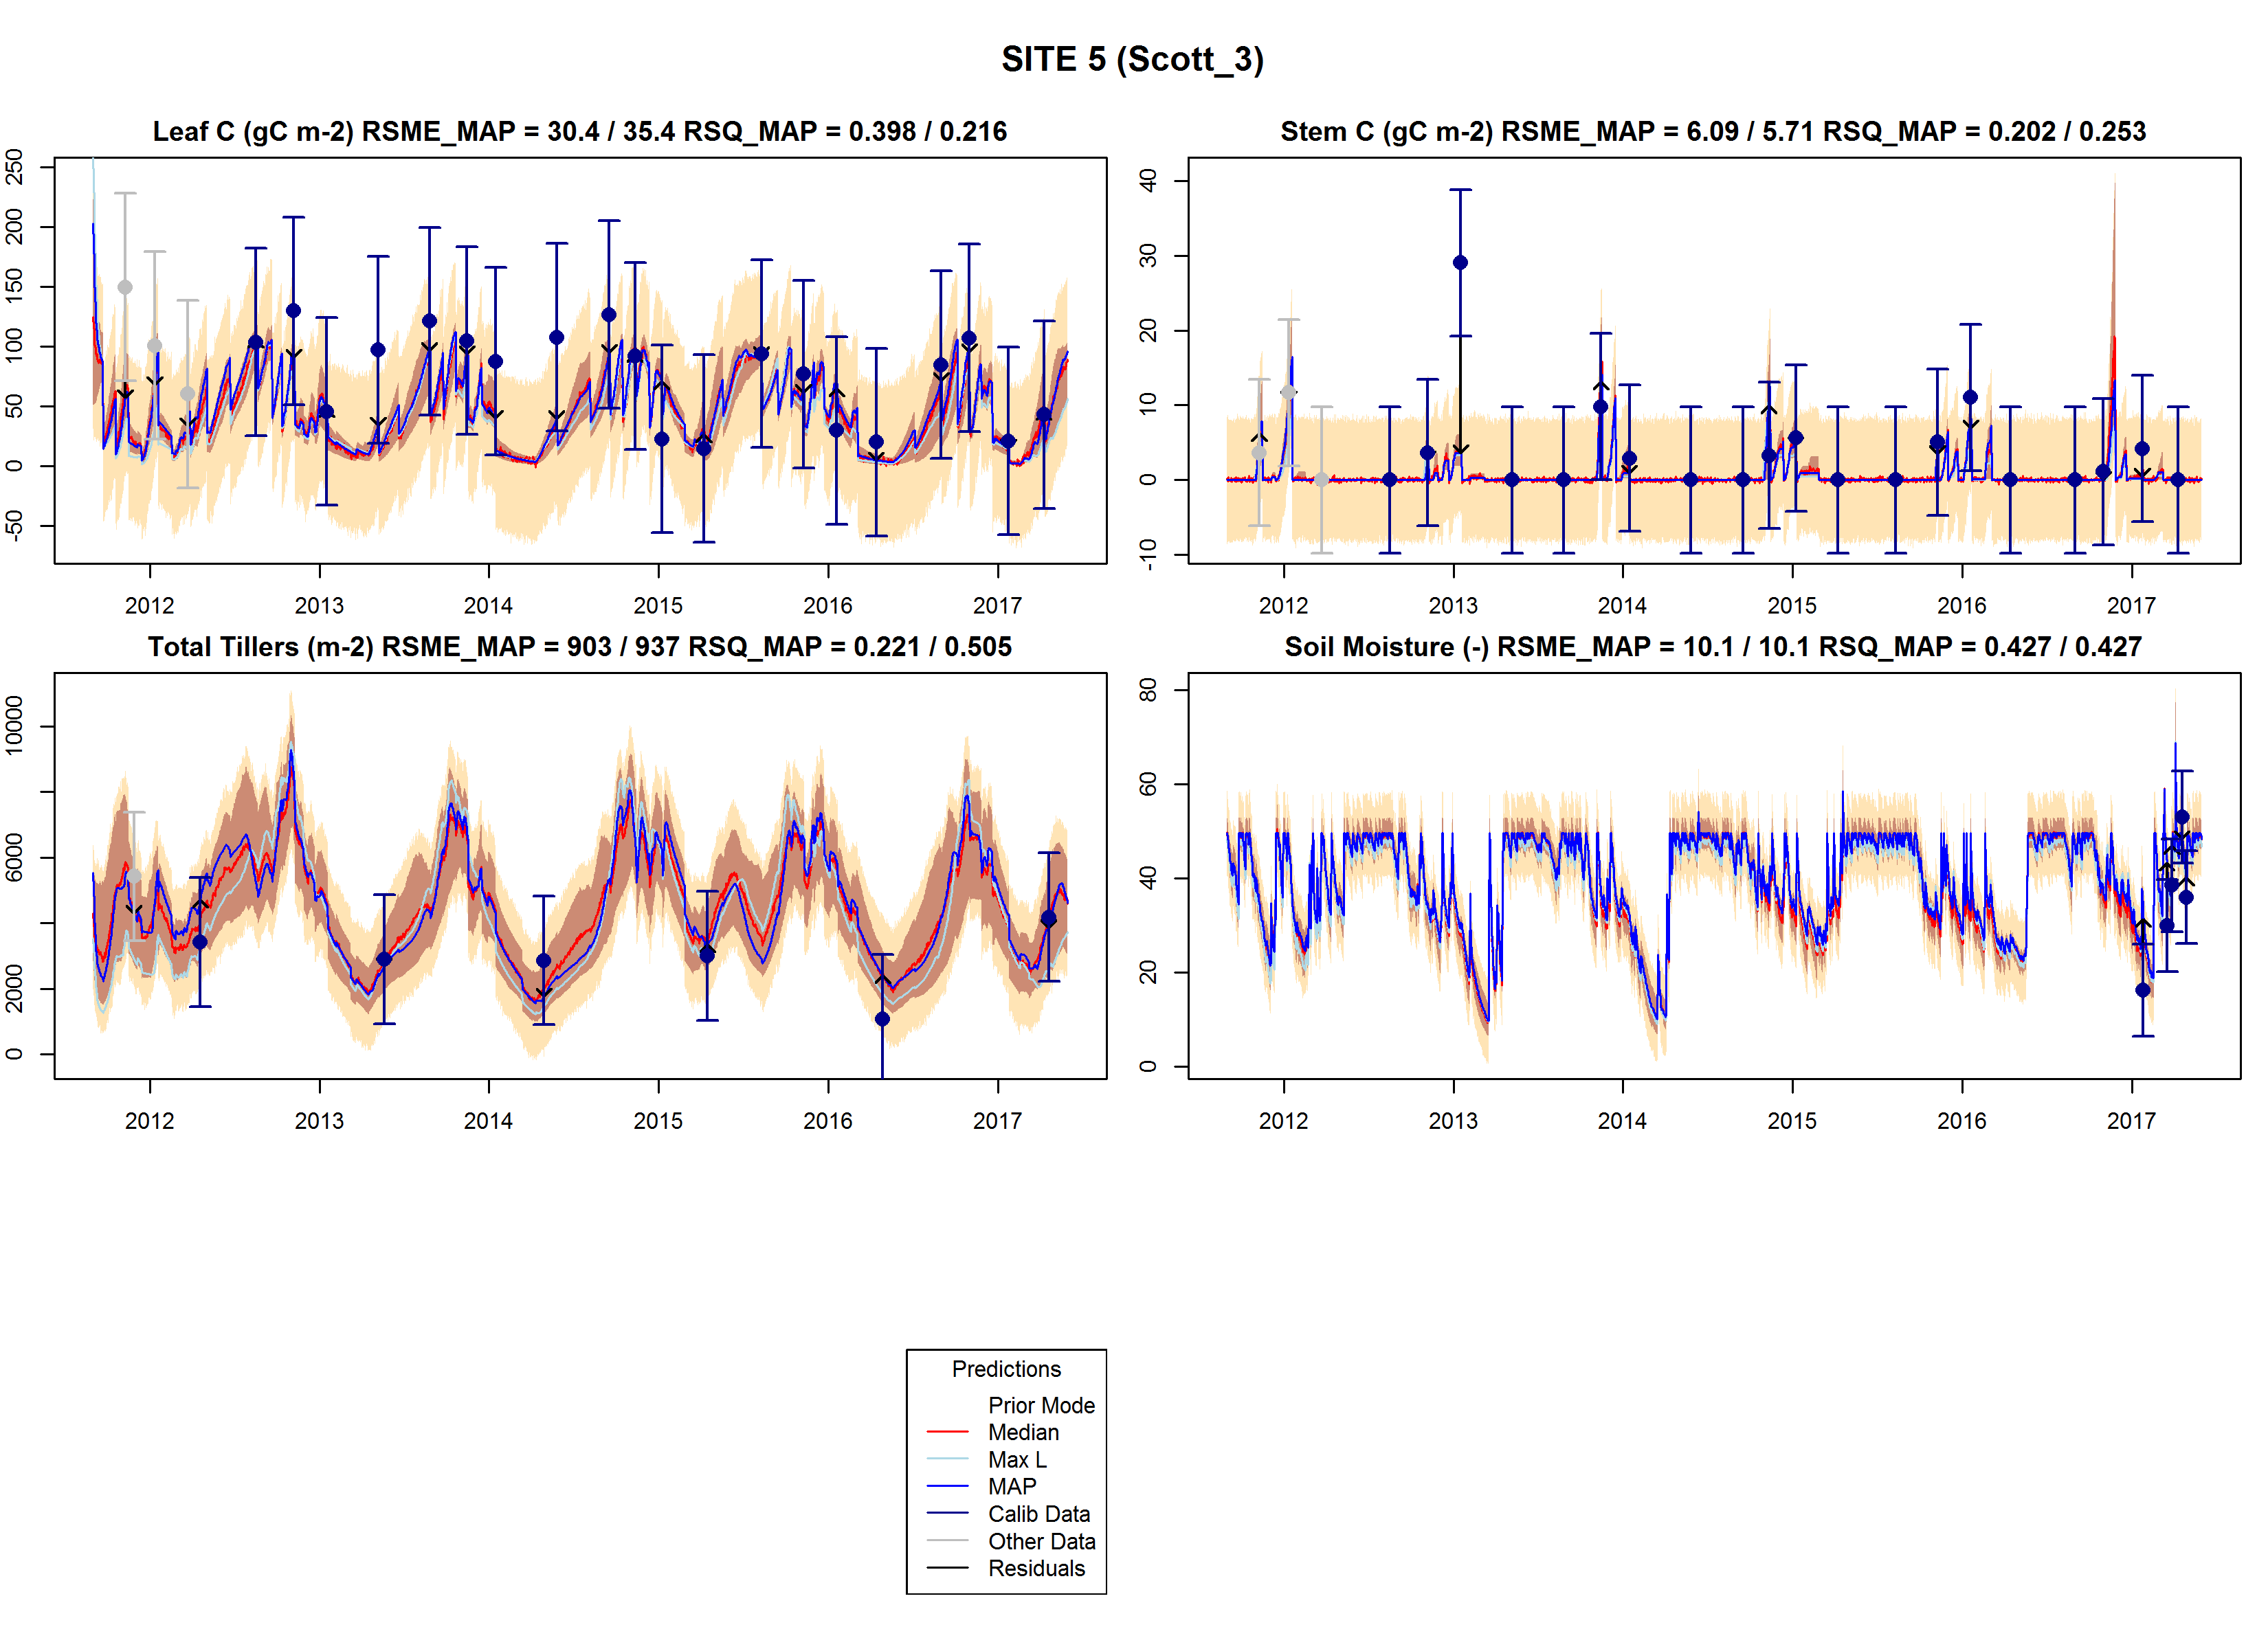 SITE 5 (Scott_3)
Leaf C (gC m-2) RSME_MAP = 30.4 / 35.4 RSQ_MAP = 0.398 / 0.216
250
200
150
100
50
0
-50
2012 2013 2014 2015 2016 2017
Stem C (gC m-2) RSME_MAP = 6.09 / 5.71 RSQ_MAP = 0.202 / 0.253
40
30
20
10
0
-10
2012 2013 2014 2015 2016 2017
Total Tillers (m-2) RSME_MAP = 903 / 937 RSQ_MAP = 0.221 / 0.505
10000
6000
2000
0
2012 2013 2014 2015 2016 2017
Soil Moisture (-) RSME_MAP = 10.1 / 10.1 RSQ_MAP = 0.427 / 0.427
80
60
40
20
0
2012 2013 2014 2015 2016 2017
Predictions
Prior Mode
Median
Max L
MAP
Calib Data
Other Data
Residuals